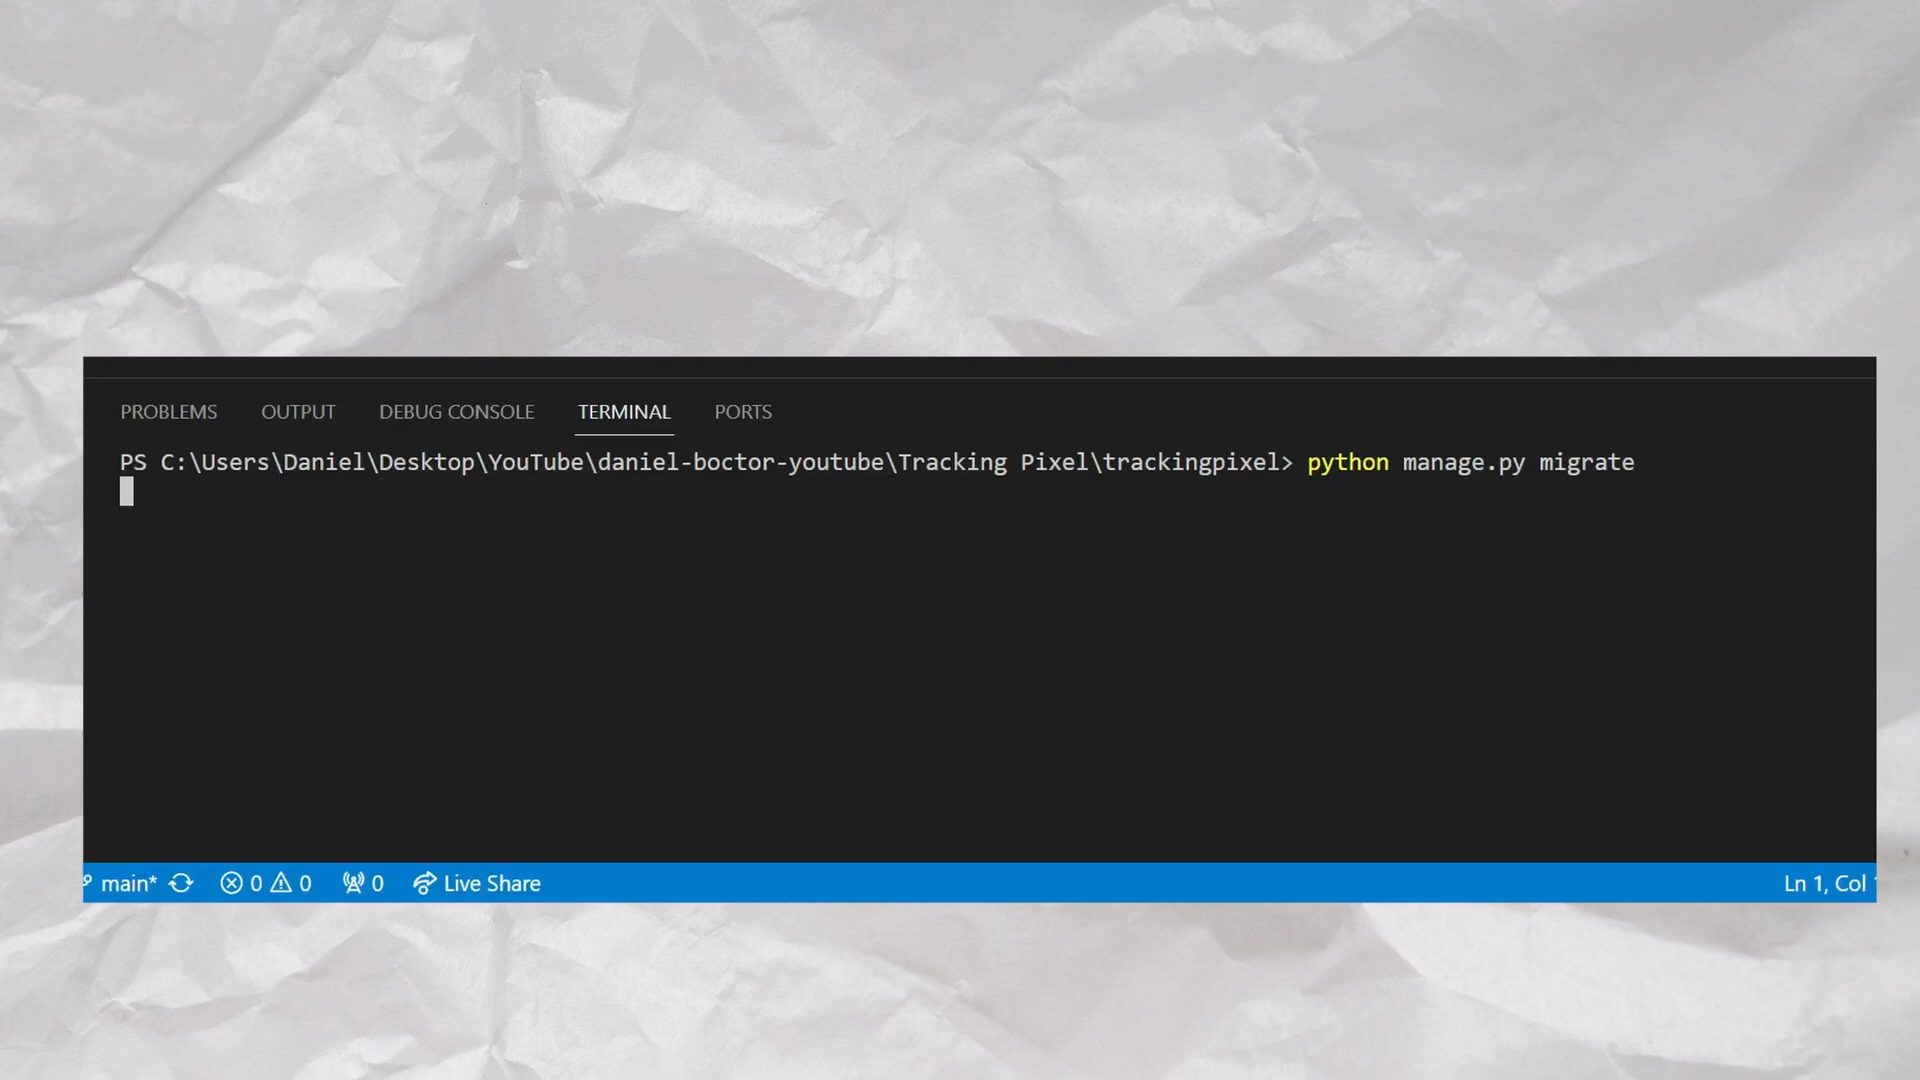 PROBLEMS OUTPUT DEBUG CONSOLE TERMINAL PORTS
PS C:\Users\Daniel\Desktop\YouTube\daniel-boctor-youtube\Tracking Pixel\trackingpixel> python manage.py migrate
main* 0 0 0 Live Share Ln 1, Col